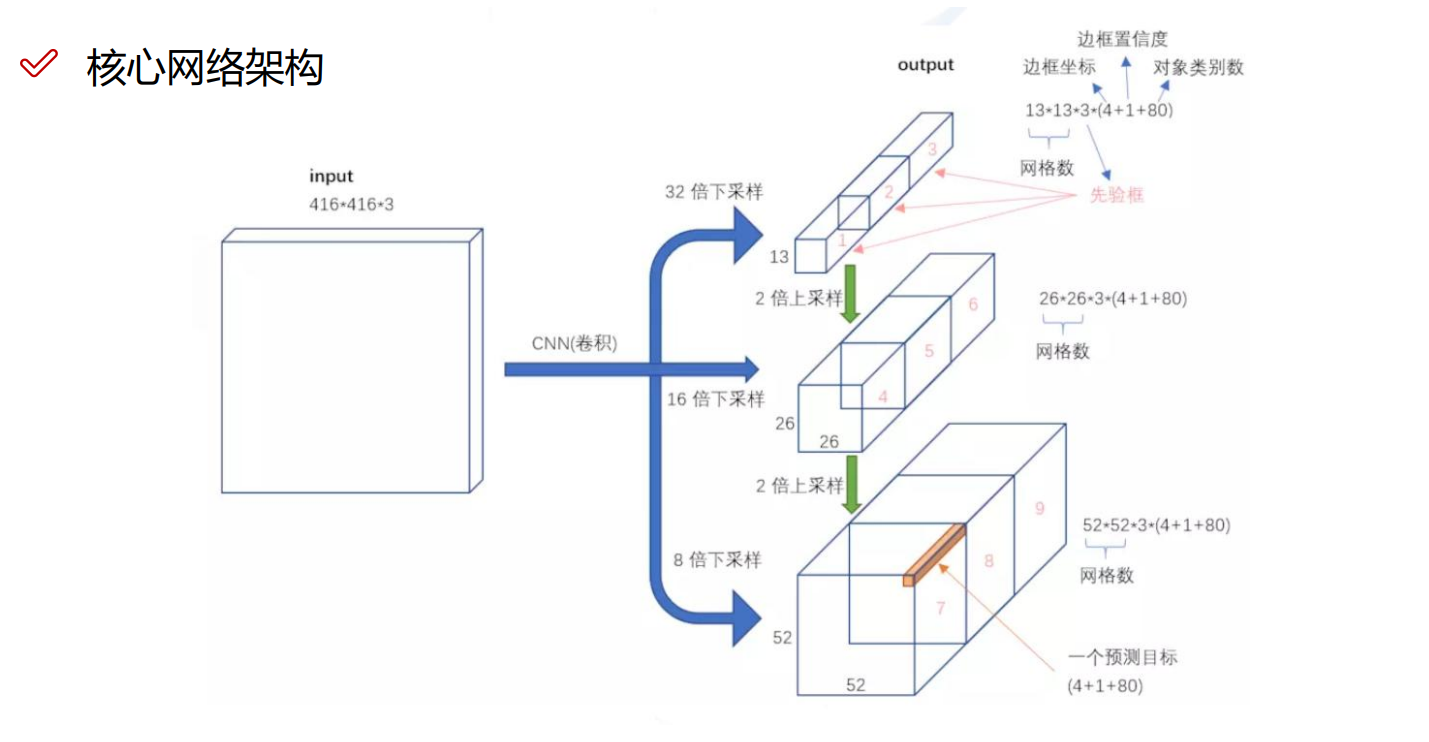 核心网络架构
input
416*416*3
CNN(卷积)
32 倍下采样
16 倍下采样
8 倍下采样
output
边框置信度
边框坐标
对象类别数
13*13*3*(4+1+80)
网格数
先验框
3
2
1
13
2 倍上采样
6
5
4
26
26
26*26*3*(4+1+80)
网格数
2 倍上采样
9
8
7
52
52
52*52*3*(4+1+80)
网格数
一个预测目标
(4+1+80)